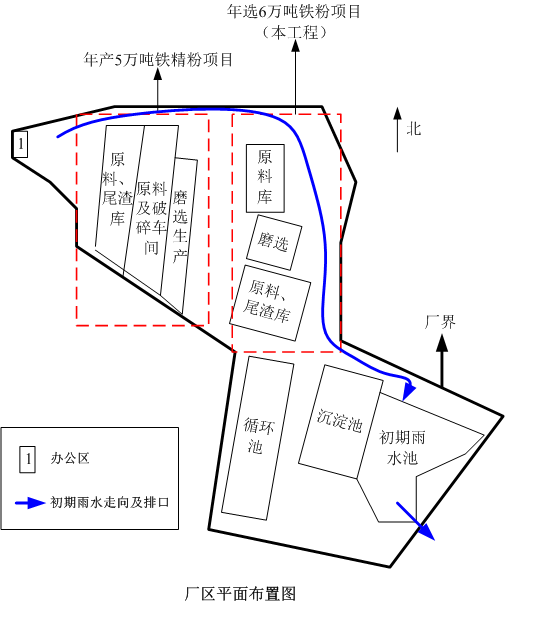 年选6万吨铁粉项目
（本工程）
年产5万吨铁精粉项目
北
1
原
料、
尾渣
库
原料
及破
碎车
间
磨
选
生
产
原
料
库
磨选
原料、
尾渣库
厂界
循环
池
沉淀池
初期雨
水池
1 办公区
初期雨水走向及排口
厂区平面布置图